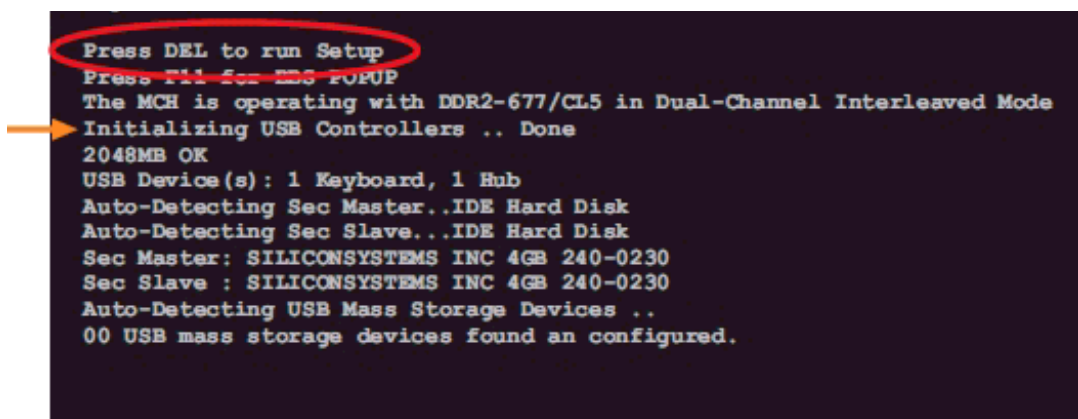 Press DEL to run Setup
Press F11 for BBS POPUP
The MCH is operating with DDR2-677/CL5 in Dual-Channel Interleaved Mode
Initializing USB Controllers .. Done
2048MB OK
USB Device(s): 1 Keyboard, 1 Hub
Auto-Detecting Sec Master..IDE Hard Disk
Auto-Detecting Sec Slave...IDE Hard Disk
Sec Master: SILICONSYSTEMS INC 4GB 240-0230
Sec Slave : SILICONSYSTEMS INC 4GB 240-0230
Auto-Detecting USB Mass Storage Devices ..
00 USB mass storage devices found an configured.